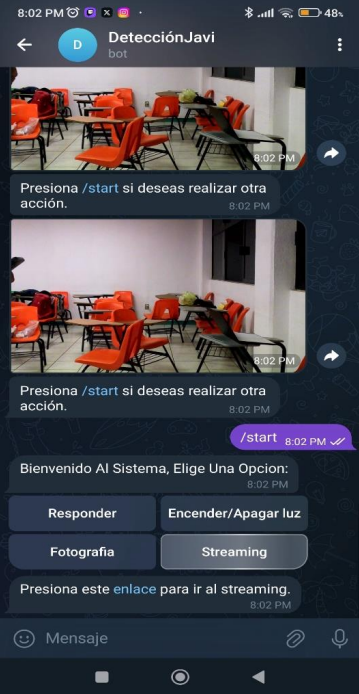 8:02 PM 48%
D DetecciónJavi
bot
8:02 PM
Presiona /start si deseas realizar otra
acción. 8:02 PM
8:02 PM
Presiona /start si deseas realizar otra
acción. 8:02 PM
/start 8:02 PM
Bienvenido Al Sistema, Elige Una Opcion:
8:02 PM
Responder Encender/Apagar luz
Fotografia Streaming
Presiona este enlace para ir al streaming.
8:02 PM
Mensaje